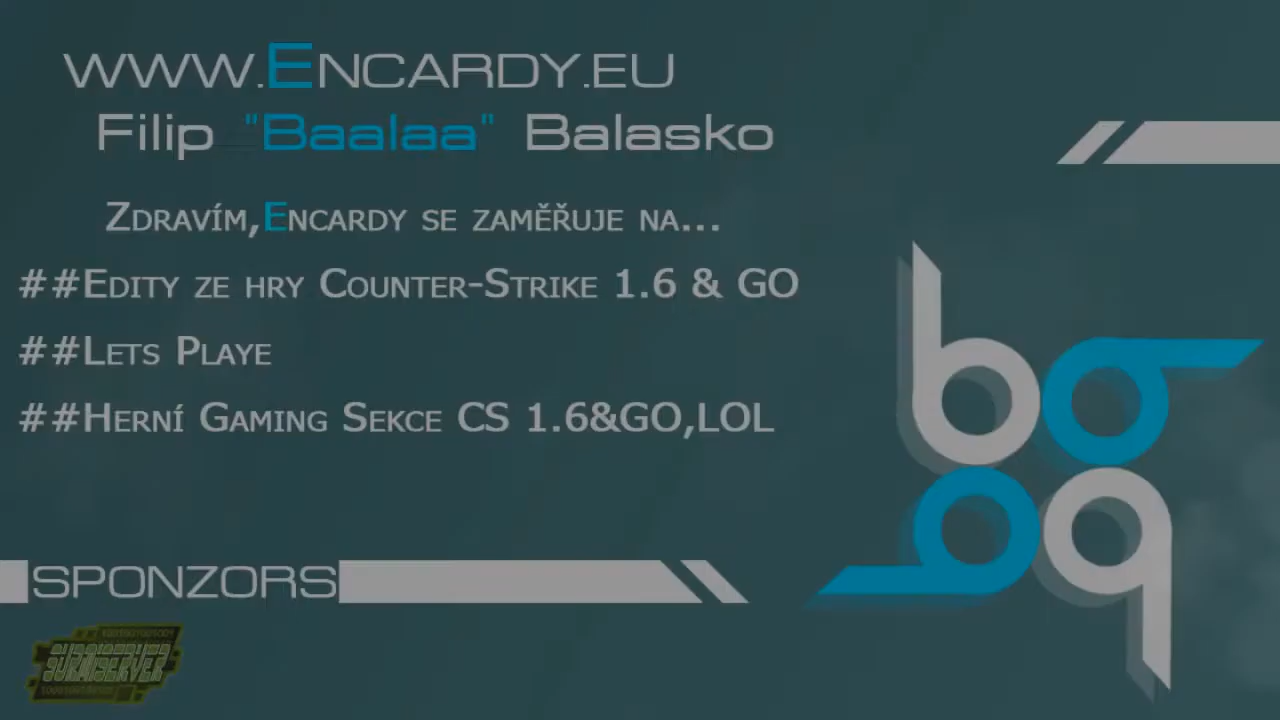 www.Encardy.eu
Filip "Baalaa" Balasko
Zdravím,Encardy se zaměřuje na...
##Edity ze hry Counter-Strike 1.6 & GO
##Lets Playe
##Herní Gaming Sekce CS 1.6&GO,LOL
SPONZORS